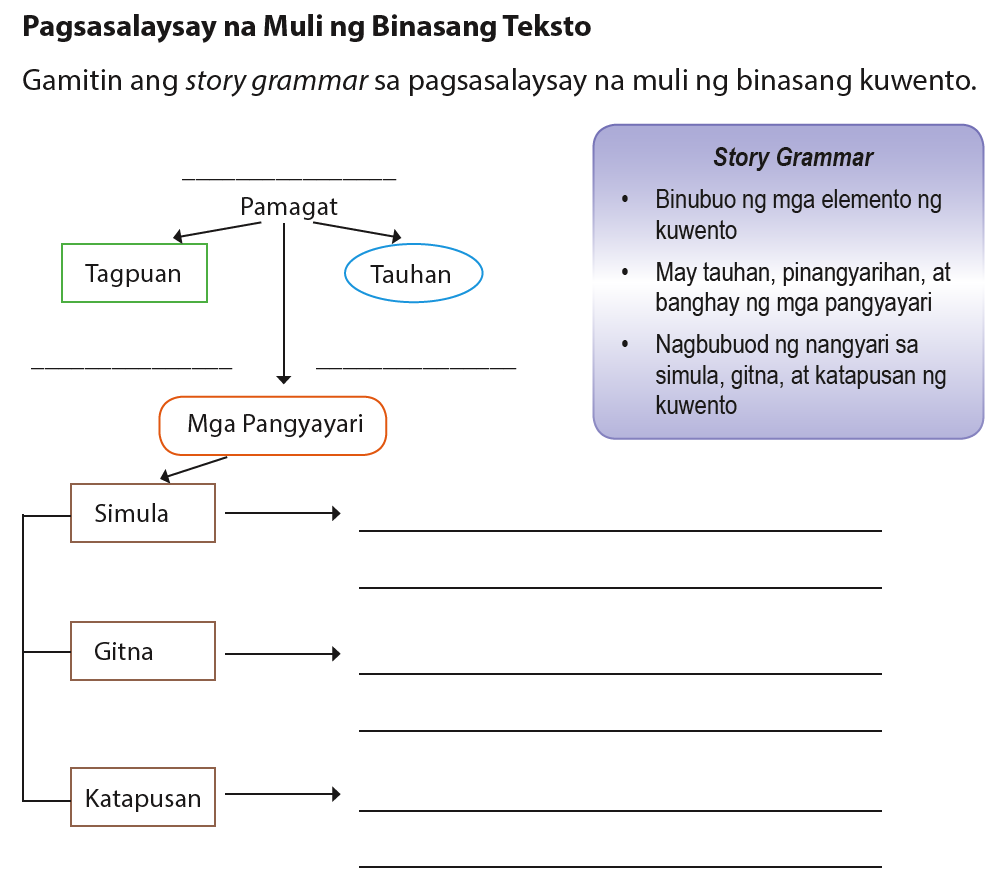 Pagsasalaysay na Muli ng Binasang Teksto
Gamitin ang story grammar sa pagsasalaysay na muli ng binasang kuwento.
Pamagat
Tagpuan
Tauhan
Mga Pangyayari
Simula
Gitna
Katapusan
Story Grammar
• Binubuo ng mga elemento ng
kuwento
• May tauhan, pinangyarihan, at
banghay ng mga pangyayari
• Nagbubuod ng nangyari sa
simula, gitna, at katapusan ng
kuwento